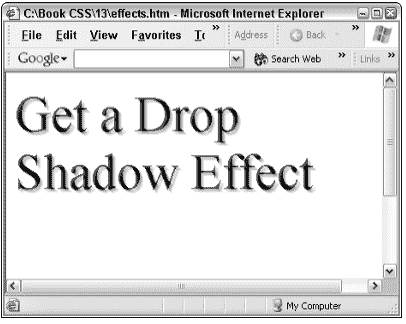 C:\Book CSS\13\effects.htm - Microsoft Internet Explorer
File Edit View Favorites To » Address Back »
Google Search Web » Links »
Get a Drop
Shadow Effect
My Computer